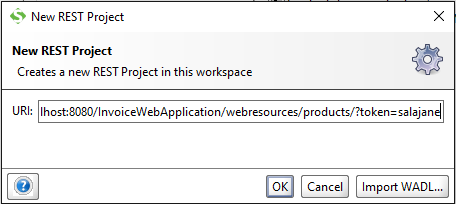 New REST Project
New REST Project
Creates a new REST Project in this workspace
URI: lhost:8080/InvoiceWebApplication/webresources/products/?token=salajane
OK Cancel Import WADL...